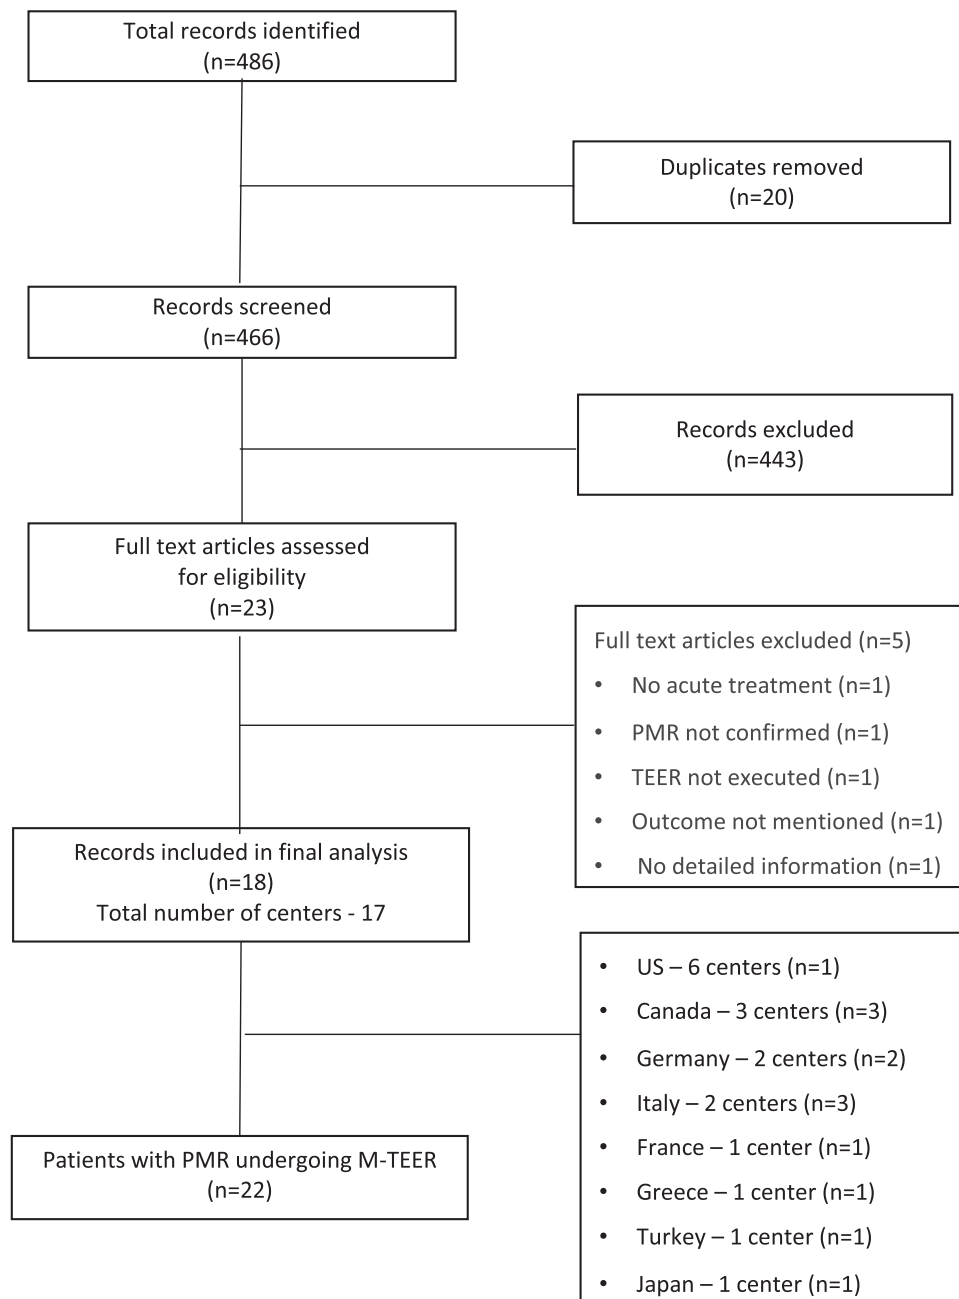 Total records identified
(n=486)
Duplicates removed
(n=20)
Records screened
(n=466)
Records excluded
(n=443)
Full text articles assessed
for eligibility
(n=23)
Full text articles excluded (n=5)
• No acute treatment (n=1)
• PMR not confirmed (n=1)
• TEER not executed (n=1)
• Outcome not mentioned (n=1)
• No detailed information (n=1)
Records included in final analysis
(n=18)
Total number of centers - 17
• US – 6 centers (n=1)
• Canada – 3 centers (n=3)
• Germany – 2 centers (n=2)
• Italy – 2 centers (n=3)
• France – 1 center (n=1)
• Greece – 1 center (n=1)
• Turkey – 1 center (n=1)
• Japan – 1 center (n=1)
Patients with PMR undergoing M-TEER
(n=22)